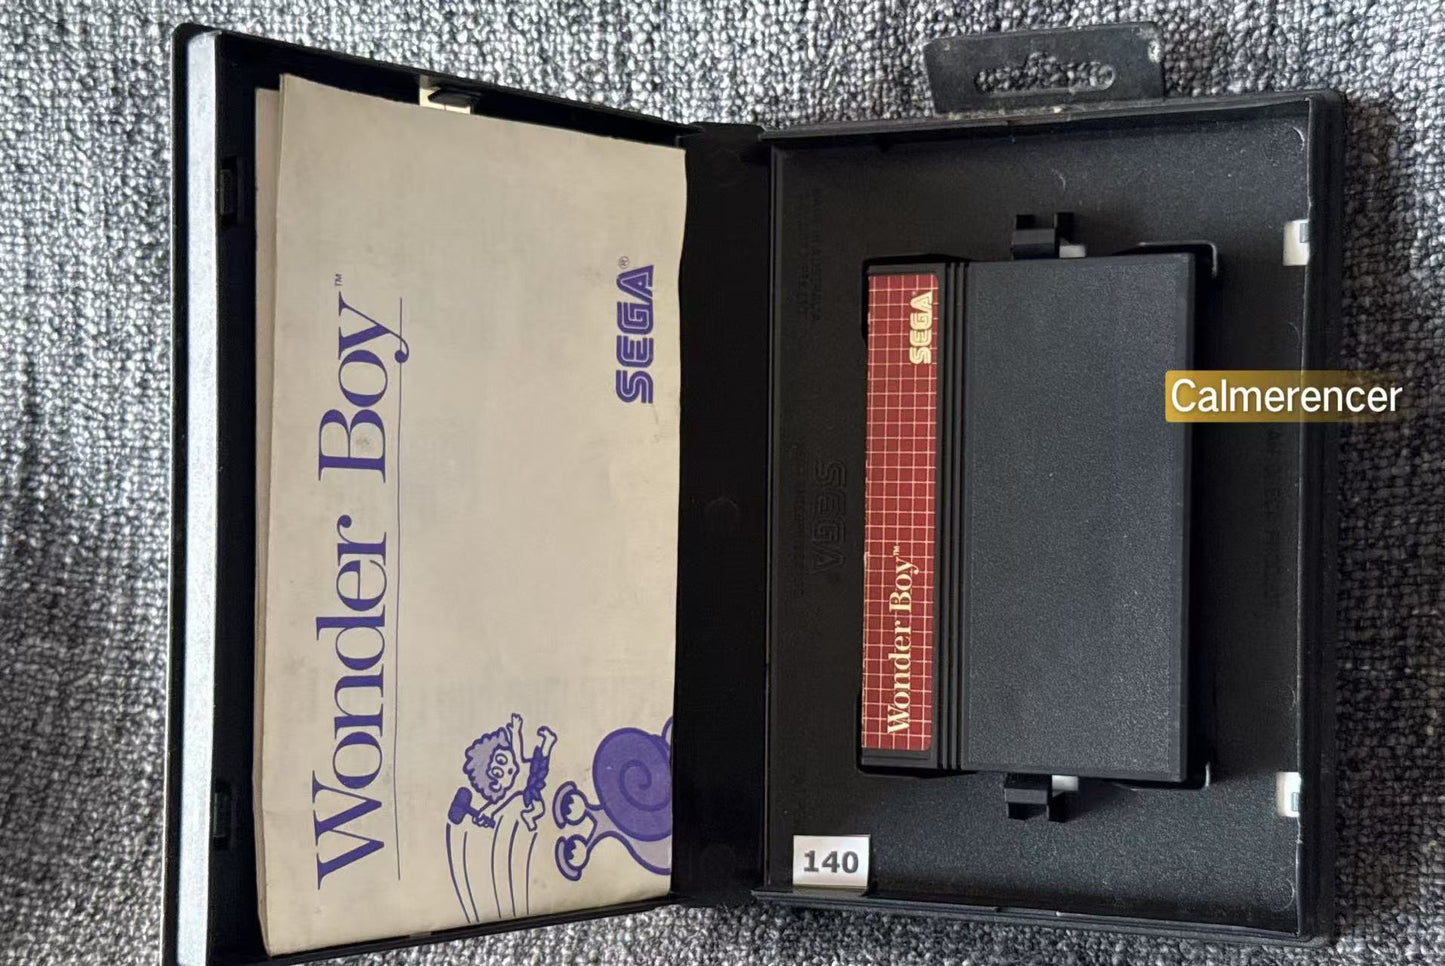 Wonder Boy™
SEGA®
SEGA
Wonder Boy™
SEGA®
140
Calmerencer